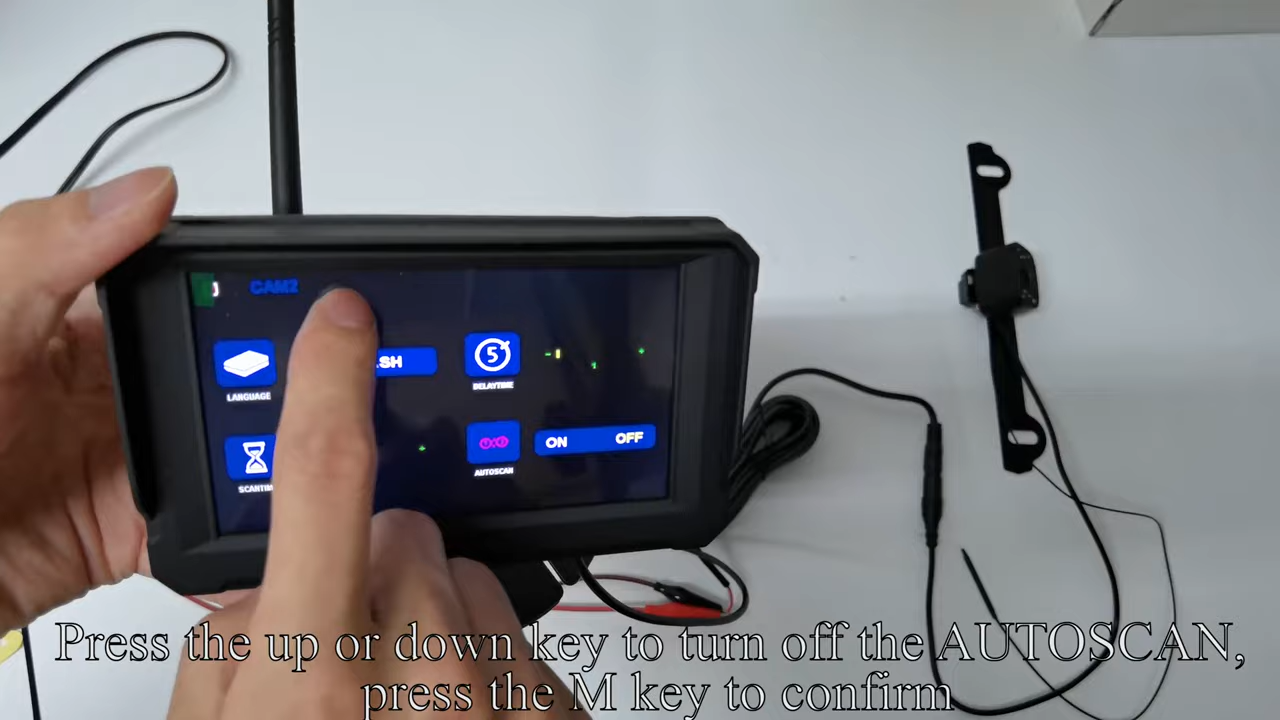 CAM2
SH
DELAYTIME
LANGUAGE
ON OFF
AUTOSCAN
Press the up or down key to turn off the AUTOSCAN,
press the M key to confirm